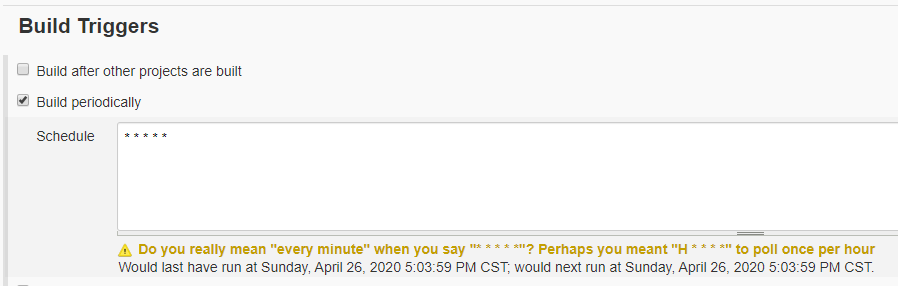 Build Triggers
Build after other projects are built
Build periodically
Schedule
* * * * *
Do you really mean "every minute" when you say "* * * * *"? Perhaps you meant "H * * * *" to poll once per hour
Would last have run at Sunday, April 26, 2020 5:03:59 PM CST; would next run at Sunday, April 26, 2020 5:03:59 PM CST.